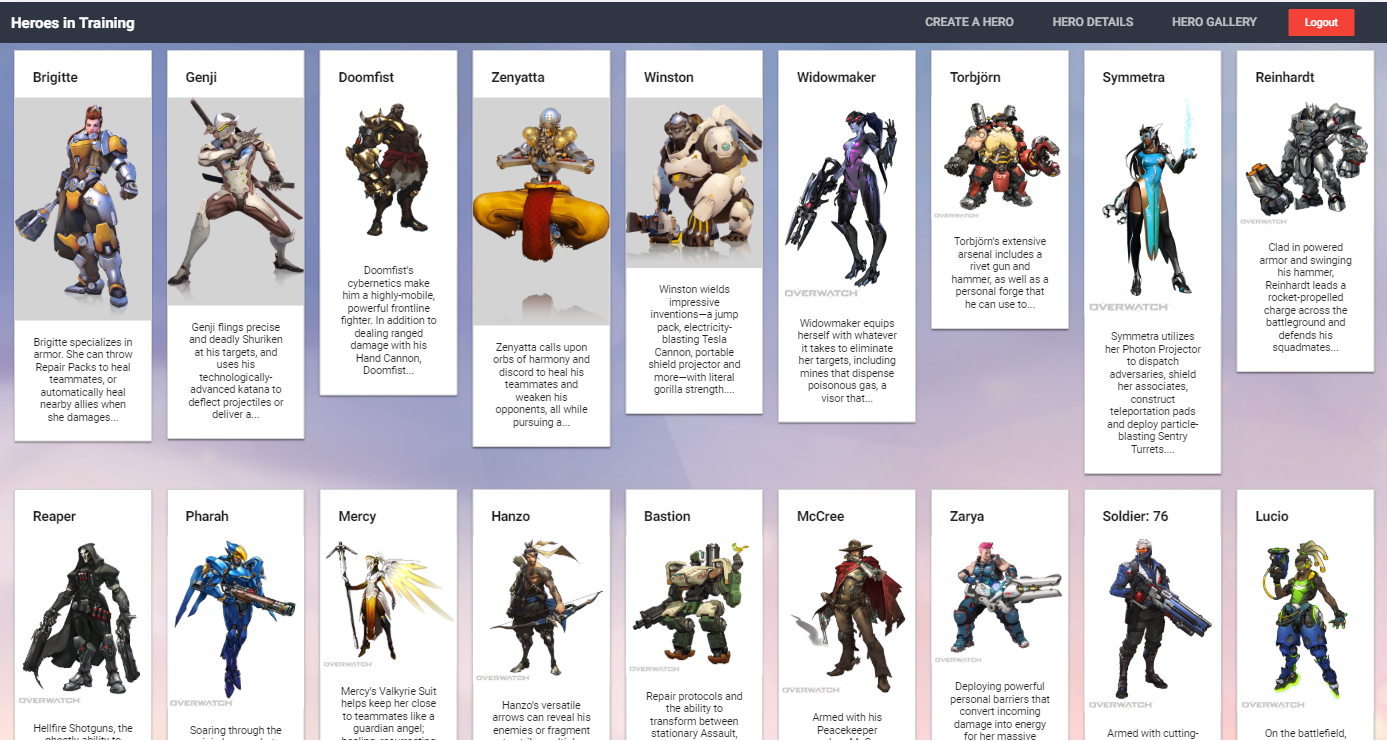 Heroes in Training
CREATE A HERO
HERO DETAILS
HERO GALLERY
Logout
Brigitte
Brigitte specializes in
armor. She can throw
Repair Packs to heal
teammates, or
automatically heal
nearby allies when
she damages...
Genji
Genji flings precise
and deadly Shuriken
at his targets, and
uses his
technologically-
advanced katana to
deflect projectiles or
deliver a...
Doomfist
Doomfist's
cybernetics make
him a highly-mobile,
powerful frontline
fighter. In addition to
dealing ranged
damage with his
Hand Cannon,
Doomfist...
Zenyatta
Zenyatta calls upon
orbs of harmony and
discord to heal his
teammates and
weaken his
opponents, all while
pursuing a...
Winston
Winston wields
impressive
inventions—a jump
pack, electricity-
blasting Tesla
Cannon, portable
shield projector and
more—with literal
gorilla strength....
Widowmaker
OVERWATCH
Widowmaker equips
herself with whatever
it takes to eliminate
her targets, including
mines that dispense
poisonous gas, a
visor that...
Torbjörn
OVERWATCH
Torbjörn's extensive
arsenal includes a
rivet gun and
hammer, as well as a
personal forge that
he can use to...
Symmetra
OVERWATCH
Symmetra utilizes
her Photon Projector
to dispatch
adversaries, shield
her associates,
construct
teleportation pads
and deploy particle-
blasting Sentry
Turrets....
Reinhardt
OVERWATCH
Clad in powered
armor and swinging
his hammer,
Reinhardt leads a
rocket-propelled
charge across the
battleground and
defends his
squadmates...
Reaper
OVERWATCH
Hellfire Shotguns, the
ghostly ability to
Pharah
OVERWATCH
Soaring through the
Mercy
OVERWATCH
Mercy's Valkyrie Suit
helps keep her close
to teammates like a
guardian angel;
healing, resurrecting
Hanzo
OVERWATCH
Hanzo's versatile
arrows can reveal his
enemies or fragment
Bastion
OVERWATCH
Repair protocols and
the ability to
transform between
stationary Assault,
McCree
OVERWATCH
Armed with his
Peacekeeper
Zarya
OVERWATCH
Deploying powerful
personal barriers that
convert incoming
damage into energy
for her massive
Soldier: 76
OVERWATCH
Armed with cutting-
Lucio
OVERWATCH
On the battlefield,